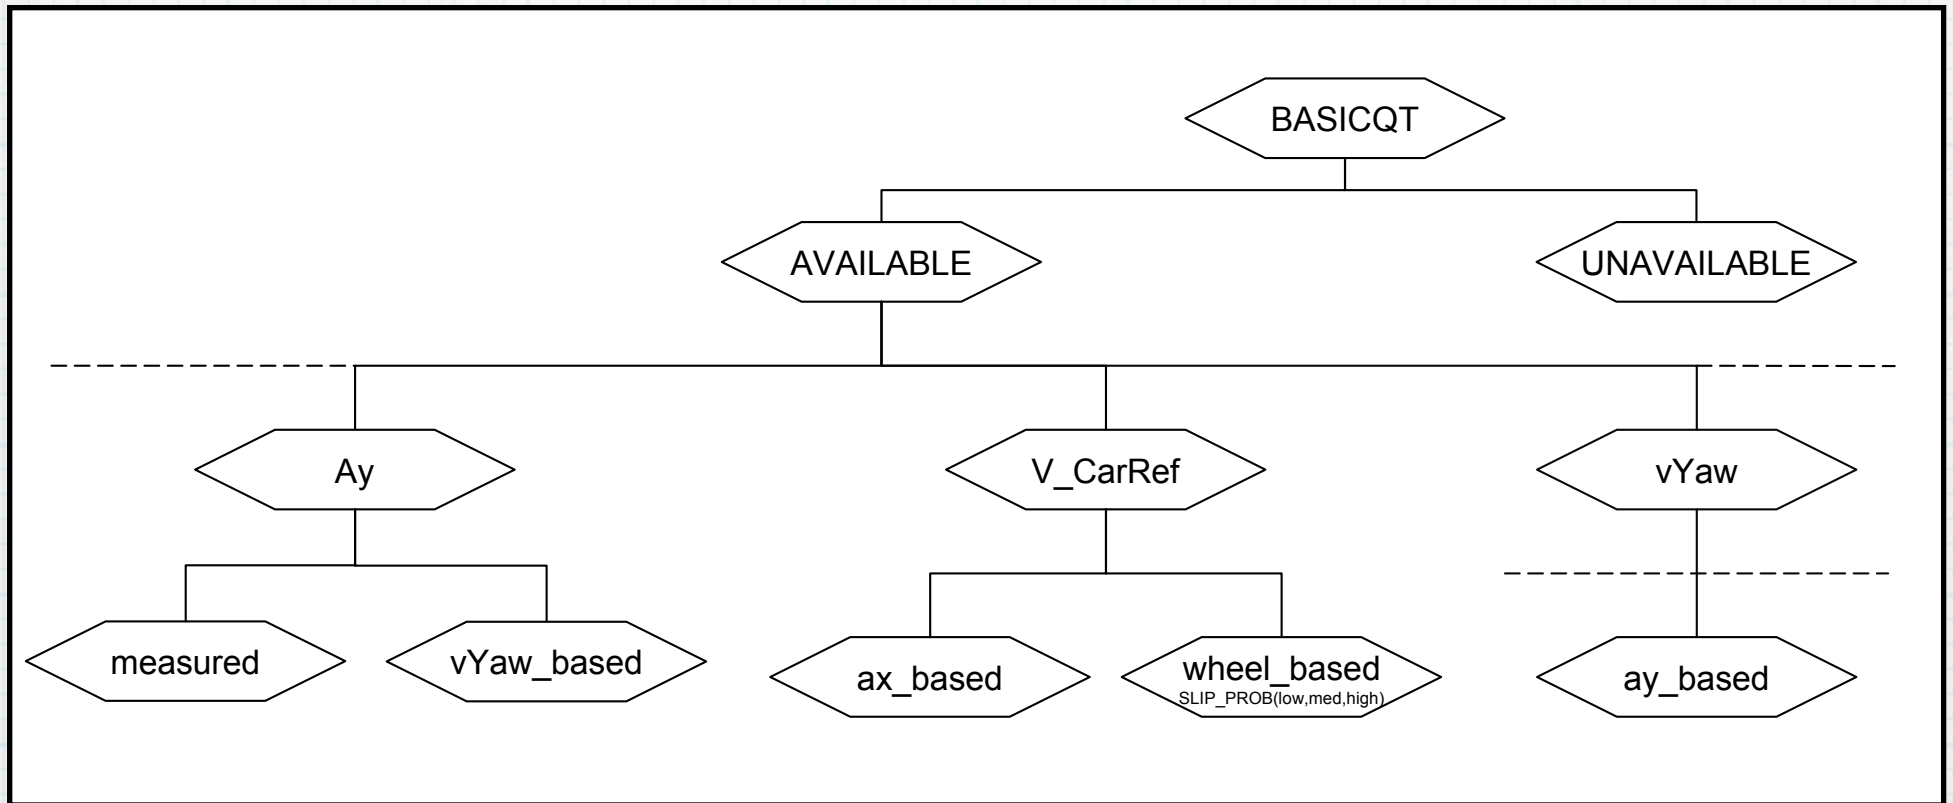 BASICQT
AVAILABLE
UNAVAILABLE
Ay
V_CarRef
vYaw
measured
vYaw_based
ax_based
wheel_based
SLIP_PROB(low,med,high)
ay_based